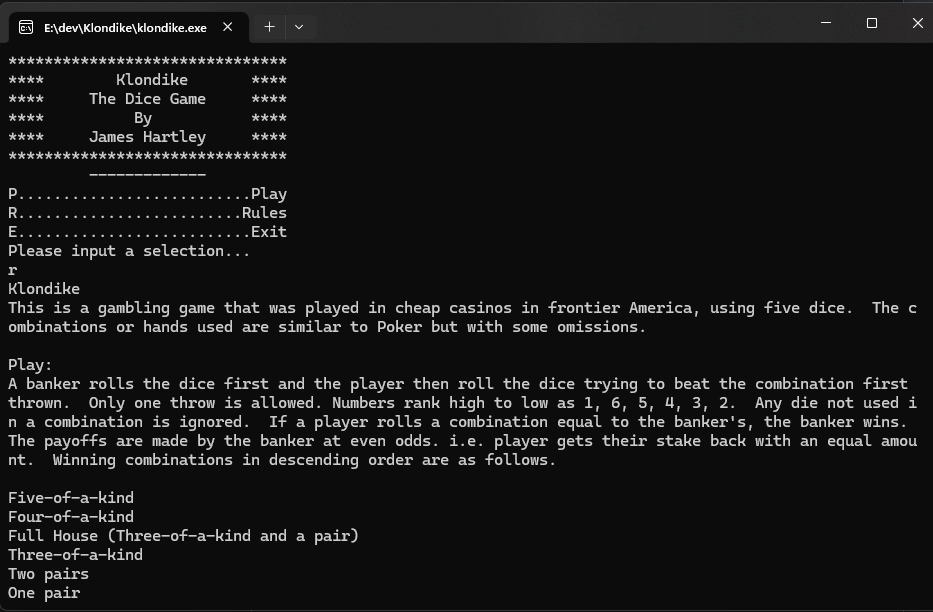 E:\dev\Klondike\klondike.exe
*******************************
****        Klondike       ****
****     The Dice Game     ****
****          By           ****
****     James Hartley     ****
*******************************
         -------------
P..........................Play
R.........................Rules
E..........................Exit
Please input a selection...
r
Klondike
This is a gambling game that was played in cheap casinos in frontier America, using five dice.  The c
ombinations or hands used are similar to Poker but with some omissions.

Play:
A banker rolls the dice first and the player then roll the dice trying to beat the combination first
thrown.  Only one throw is allowed. Numbers rank high to low as 1, 6, 5, 4, 3, 2.  Any die not used i
n a combination is ignored.  If a player rolls a combination equal to the banker's, the banker wins.
The payoffs are made by the banker at even odds. i.e. player gets their stake back with an equal amou
nt.  Winning combinations in descending order are as follows.

Five-of-a-kind
Four-of-a-kind
Full House (Three-of-a-kind and a pair)
Three-of-a-kind
Two pairs
One pair